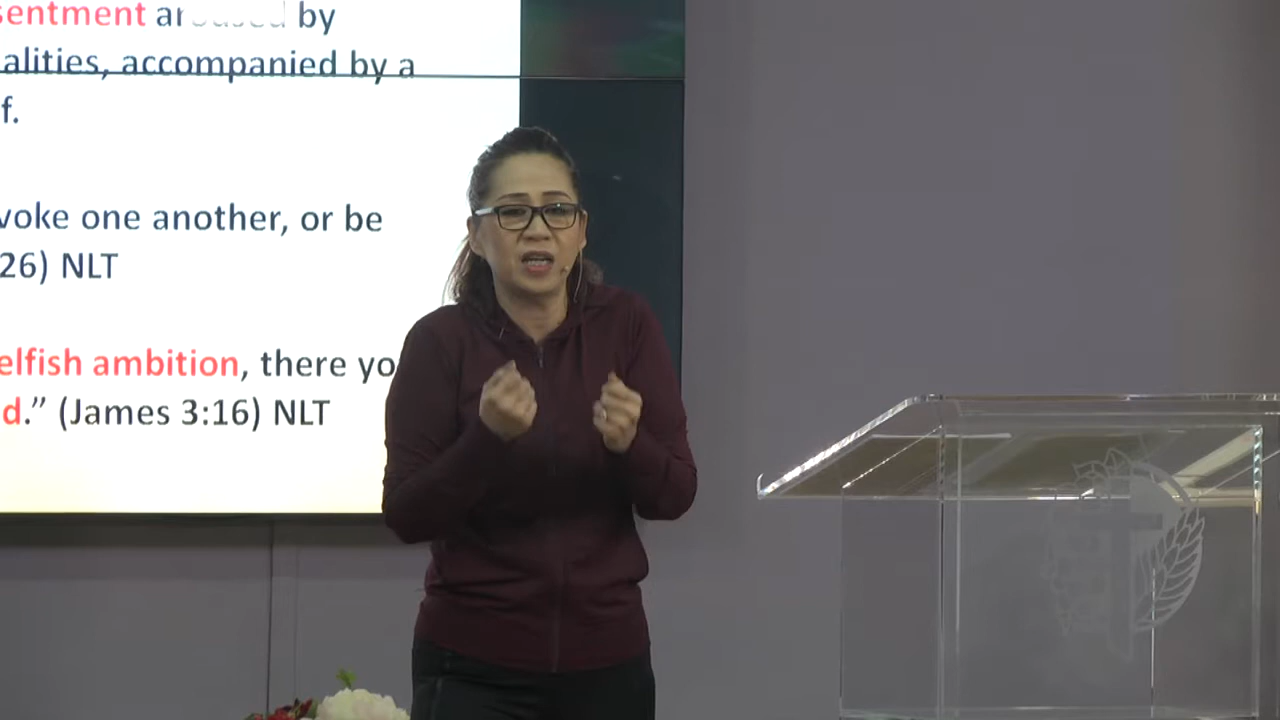 sentment aroused by
alities, accompanied by a
f.
voke one another, or be
26) NLT
elfish ambition, there yo
d.” (James 3:16) NLT